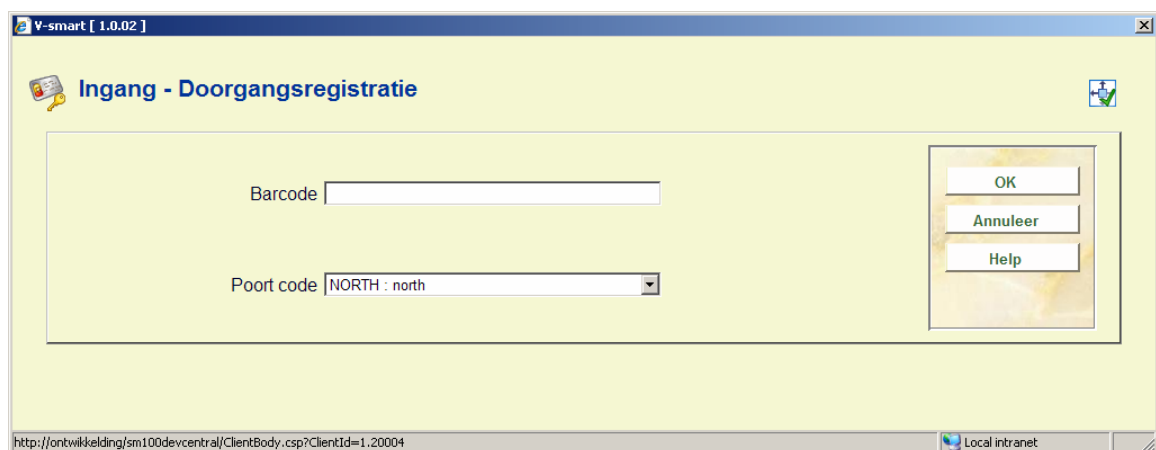 V-smart [ 1.0.02 ]
Ingang - Doorgangsregistratie
Barcode
OK
Annuleer
Help
Poort code NORTH : north
http://ontwikkelding/sm100devcentral/ClientBody.csp?ClientId=1.20004 Local intranet